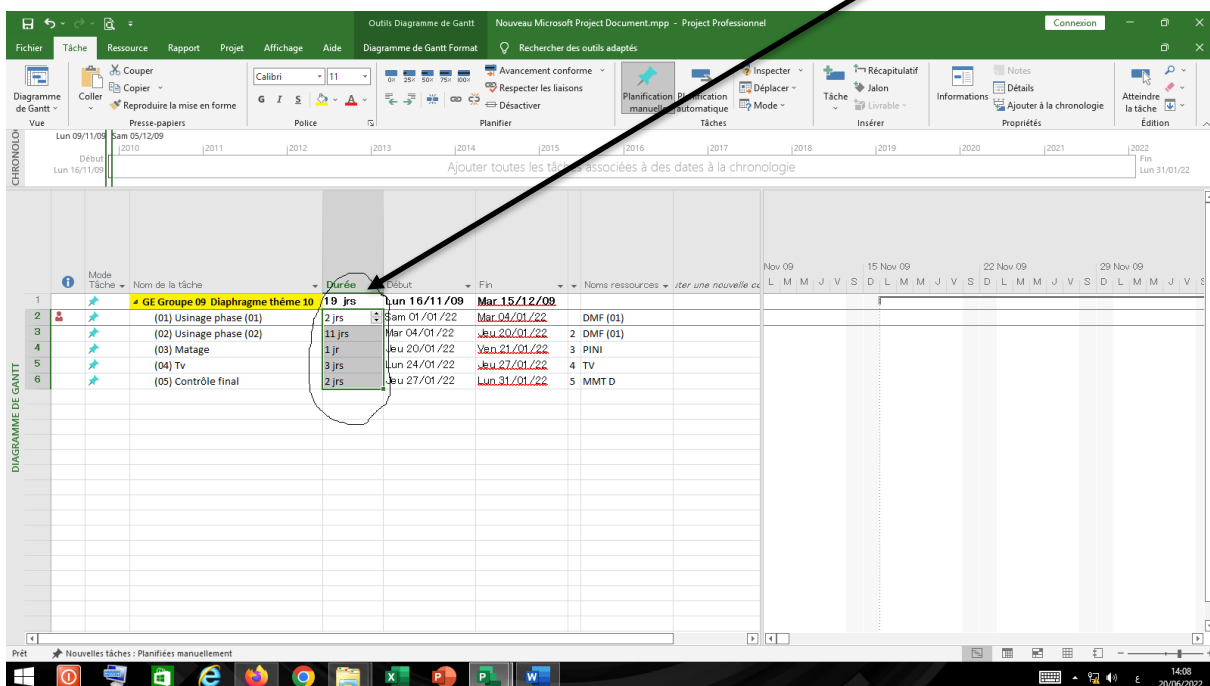 Outils Diagramme de Gantt Nouveau Microsoft Project Document.mpp - Project Professionnel Connexion
Fichier Tâche Ressource Rapport Projet Affichage Aide Diagramme de Gantt Format Rechercher des outils adaptés
Diagramme de Gantt
Coller
Couper
Copier
Reproduire la mise en forme
Calibri 11
G I S A
0% 25% 50% 75% 100%
Avancement conforme
Respecter les liaisons
Désactiver
Planification manuelle
Planification automatique
Inspecter
Déplacer
Mode
Tâche
Récapitulatif
Jalon
Livrable
Informations
Notes
Détails
Ajouter à la chronologie
Atteindre la tâche
Vue Presse-papiers Police Planifier Tâches Insérer Propriétés Édition
CHRONOLO
Lun 09/11/09 Sam 05/12/09
2010 2011 2012 2013 2014 2015 2016 2017 2018 2019 2020 2021 2022
Début
Lun 16/11/09
Ajouter toutes les tâches associées à des dates à la chronologie
Fin
Lun 31/01/22
DIAGRAMME DE GANTT
Mode Tâche Nom de la tâche Durée Début Fin Noms ressources
Nov 09 15 Nov 09 22 Nov 09 29 Nov 09
L M M J V S D L M M J V S D L M M J V S D L M M J V S
1 GE Groupe 09 Diaphragme théme 10 19 jrs Lun 16/11/09 Mar 15/12/09
2 (01) Usinage phase (01) 2 jrs Sam 01/01/22 Mar 04/01/22 DMF (01)
3 (02) Usinage phase (02) 11 jrs Mar 04/01/22 Jeu 20/01/22 2 DMF (01)
4 (03) Matage 1 jr Jeu 20/01/22 Ven 21/01/22 3 PINI
5 (04) Tv 3 jrs Lun 24/01/22 Jeu 27/01/22 4 TV
6 (05) Contrôle final 2 jrs Jeu 27/01/22 Lun 31/01/22 5 MMT D
Prêt Nouvelles tâches : Planifiées manuellement
14:08
20/06/2022